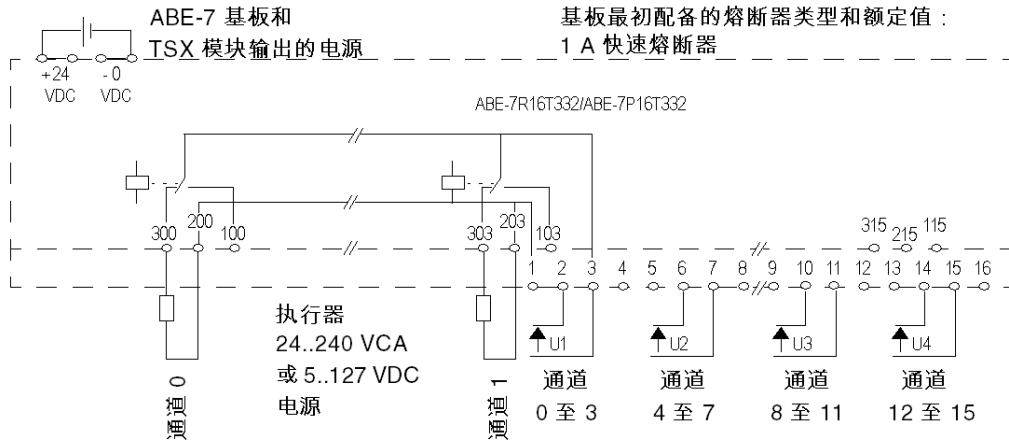 ABE-7 基板和
TSX 模块输出的电源
基板最初配备的熔断器类型和额定值：
1 A 快速熔断器
+24 VDC
-0 VDC
ABE-7R16T332/ABE-7P16T332
300 200 100
303 203 103
315 215 115
1 2 3 4 5 6 7 8 9 10 11 12 13 14 15 16
执行器
24..240 VCA
或 5..127 VDC
电源
通道 0
通道 1
U1 U2 U3 U4
通道
0 至 3
通道
4 至 7
通道
8 至 11
通道
12 至 15